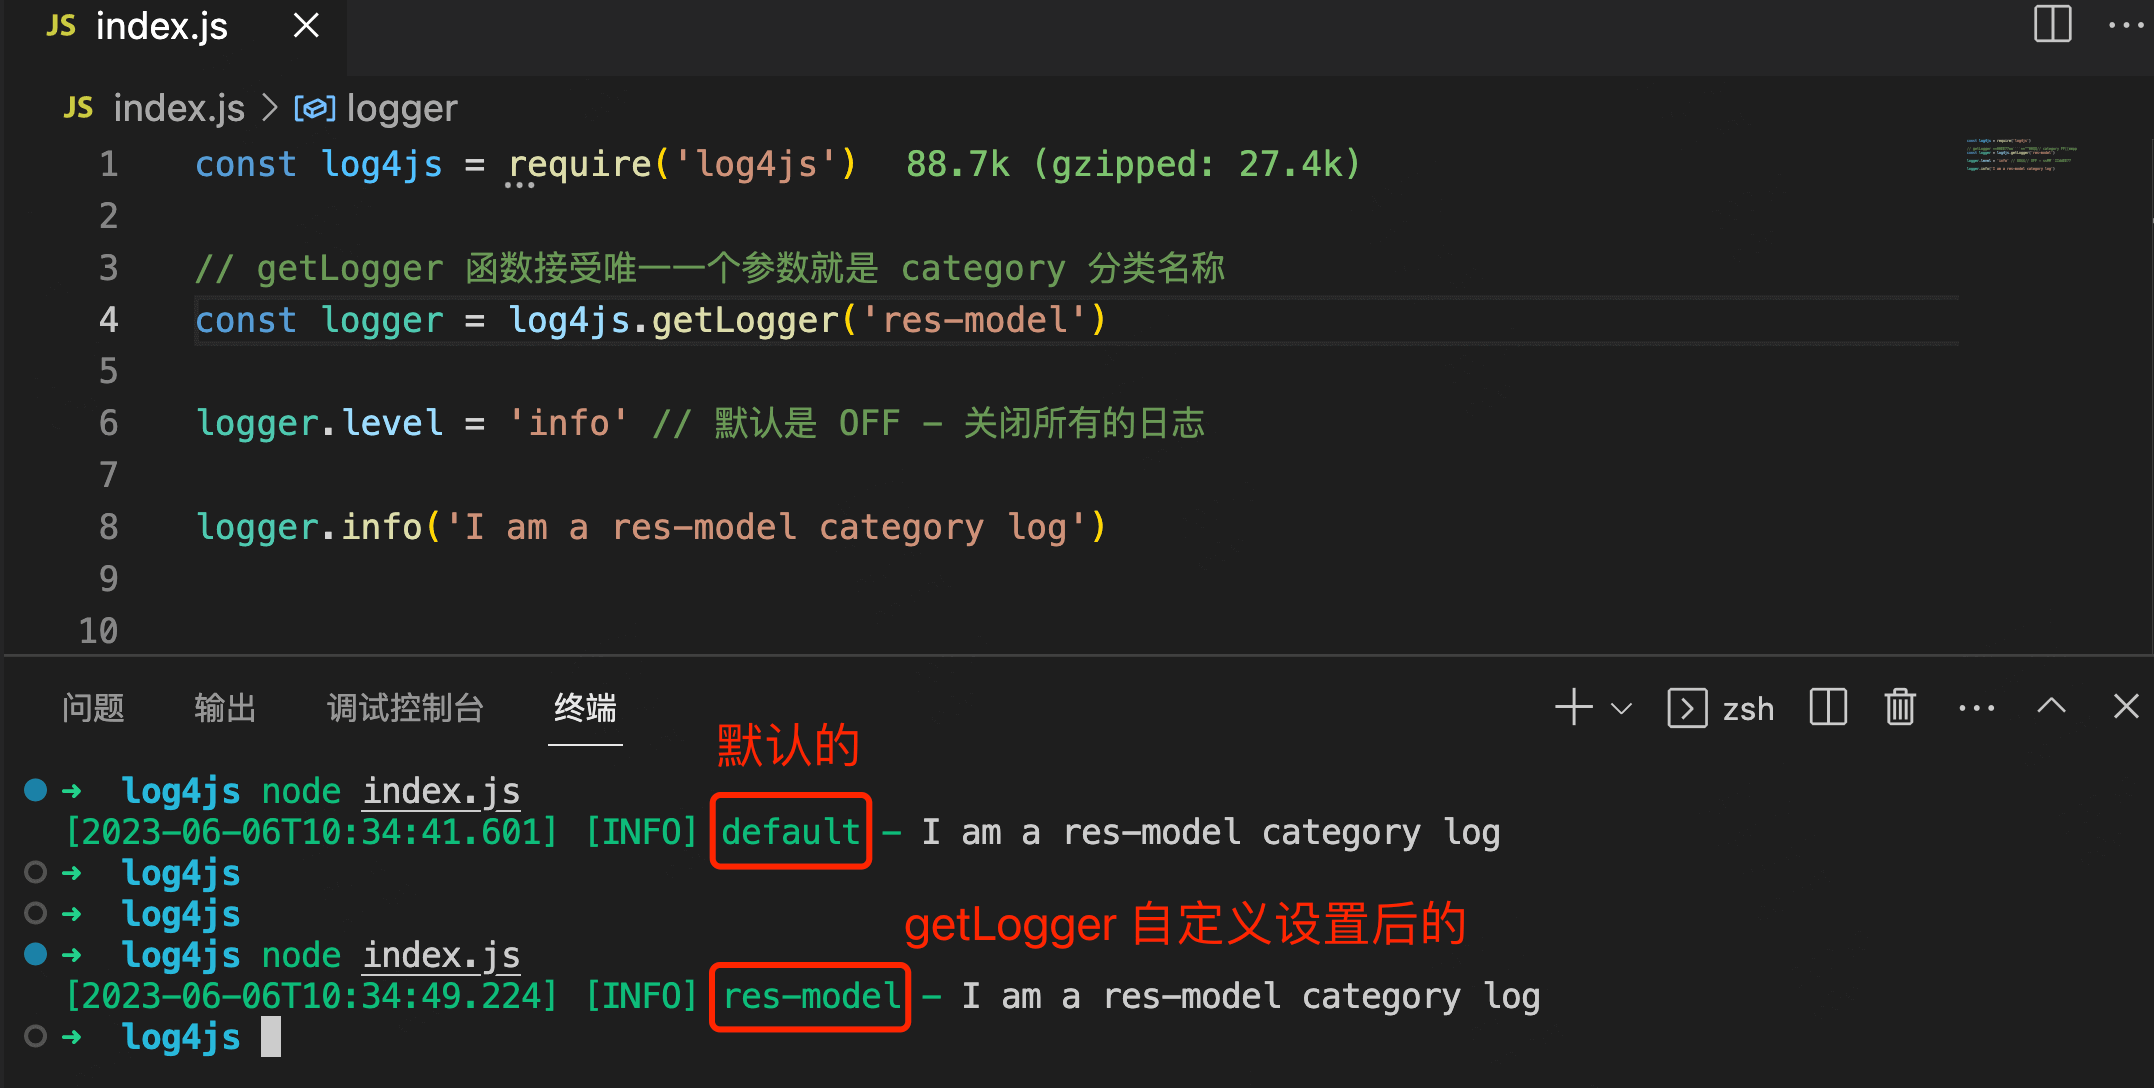 JS index.js
JS index.js > logger
1 const log4js = require('log4js') 88.7k (gzipped: 27.4k)
2
3 // getLogger 函数接受唯一一个参数就是 category 分类名称
4 const logger = log4js.getLogger('res-model')
5
6 logger.level = 'info' // 默认是 OFF - 关闭所有的日志
7
8 logger.info('I am a res-model category log')
9
10
问题 输出 调试控制台 终端 zsh
默认的
→ log4js node index.js
[2023-06-06T10:34:41.601] [INFO] default - I am a res-model category log
→ log4js
→ log4js
getLogger 自定义设置后的
→ log4js node index.js
[2023-06-06T10:34:49.224] [INFO] res-model - I am a res-model category log
→ log4js